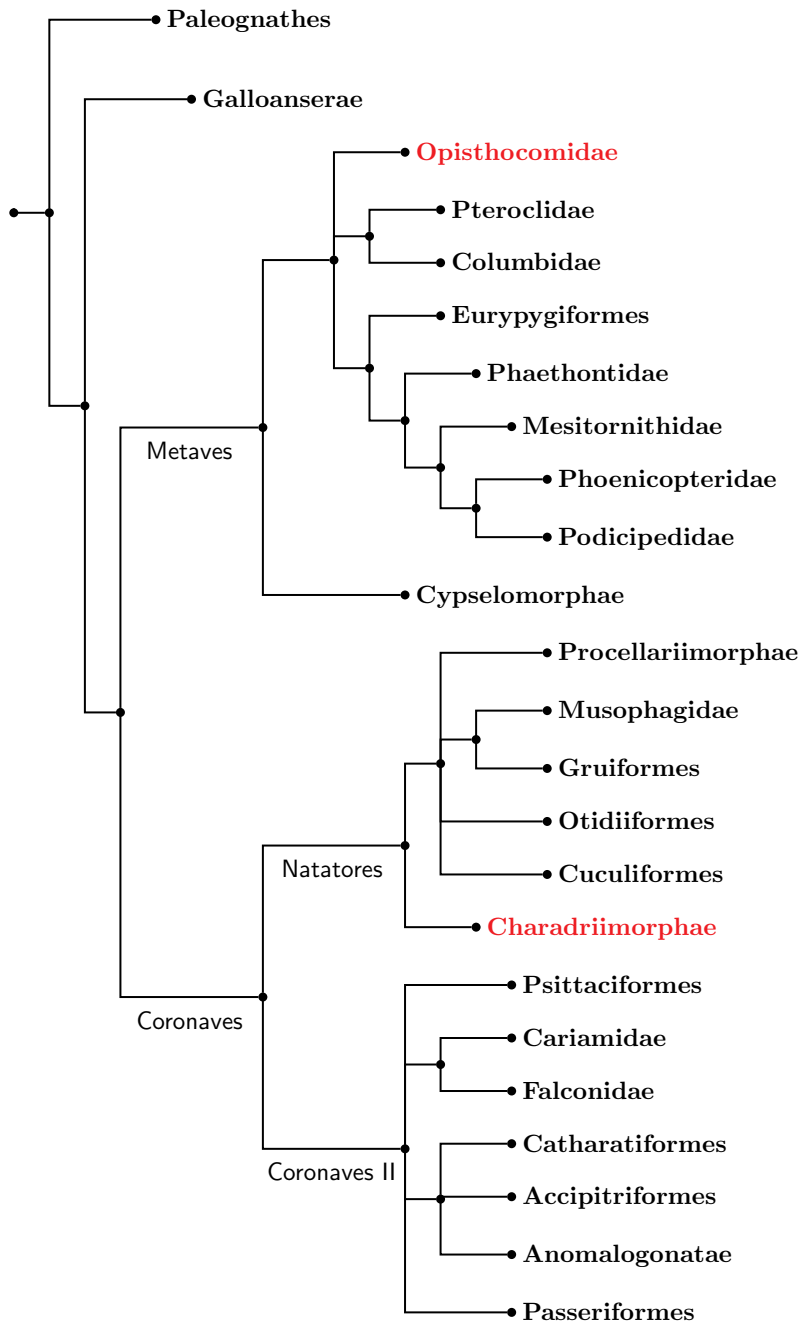 Paleognathes
Galloanserae
Opisthocomidae
Pteroclidae
Columbidae
Eurypygiformes
Phaethontidae
Mesitornithidae
Metaves
Phoenicopteridae
Podicipedidae
Cypselomorphae
Procellariimorphae
Musophagidae
Gruiformes
Otidiiformes
Natatores
Cuculiformes
Charadriimorphae
Psittaciformes
Coronaves
Cariamidae
Falconidae
Catharatiformes
Coronaves II
Accipitriformes
Anomalogonatae
Passeriformes